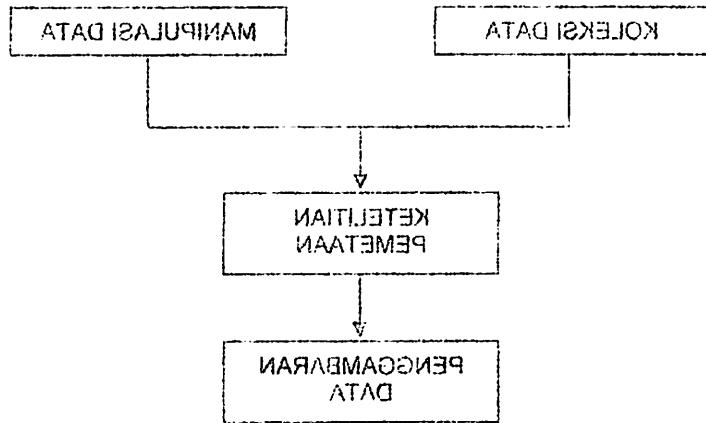 KOLEKSI DATA
MANIPULASI DATA
KETELITIAN
PEMETAAN
PENGGAMBARAN
DATA